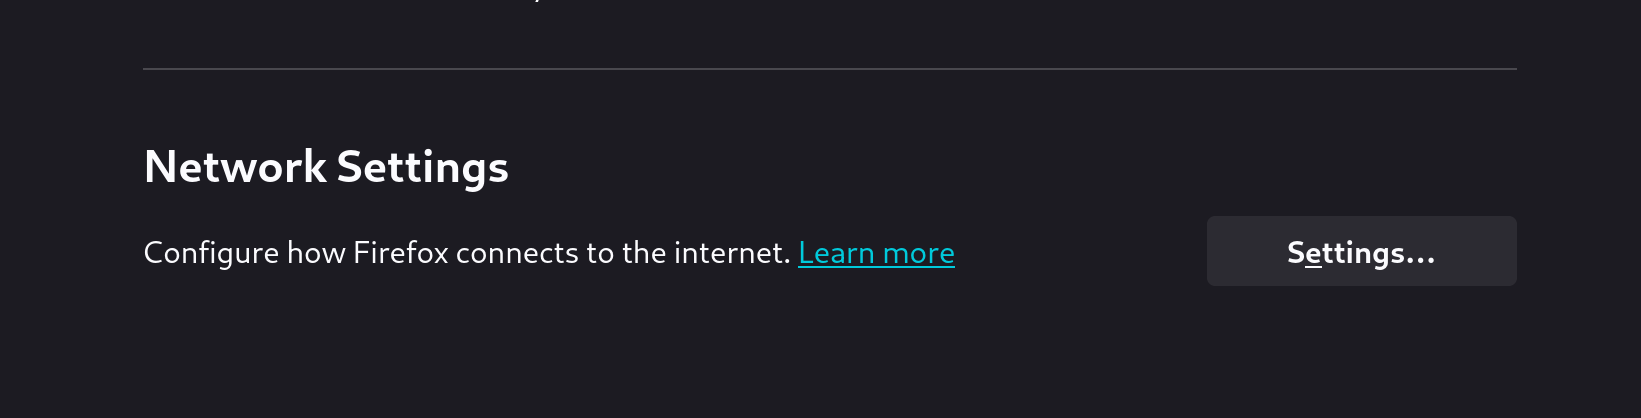 Network Settings
Configure how Firefox connects to the internet. Learn more
Settings...